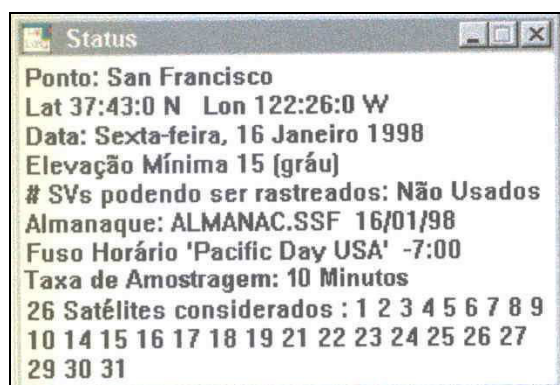 Status
Ponto: San Francisco
Lat 37:43:0 N   Lon 122:26:0 W
Data: Sexta-feira, 16 Janeiro 1998
Elevação Mínima 15 (gráu)
# SVs podendo ser rastreados: Não Usados
Almanaque: ALMANAC.SSF  16/01/98
Fuso Horário 'Pacific Day USA'  -7:00
Taxa de Amostragem: 10 Minutos
26 Satélites considerados : 1 2 3 4 5 6 7 8 9
10 14 15 16 17 18 19 21 22 23 24 25 26 27
29 30 31